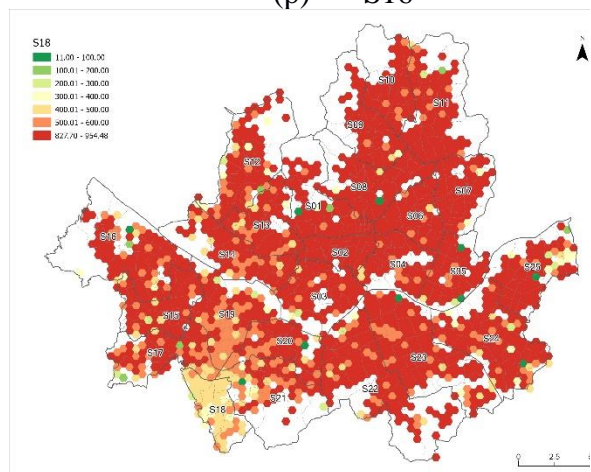 (p) S18
S18
11.00 - 100.00
100.01 - 200.00
200.01 - 300.00
300.01 - 400.00
400.01 - 500.00
500.01 - 600.00
827.70 - 954.48
S10
S11
S09
S12
S01
S08
S07
S16
S13
S06
S14
S02
S04
S05
S25
S03
S15
S19
S20
S24
S17
S23
S18
S21
S22
0 2.5